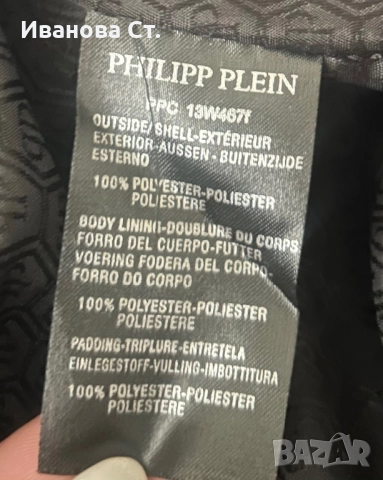 Иванова Ст.
PHILIPP PLEIN
PPC 13W467f
OUTSIDE/SHELL-EXTÉRIEUR
EXTERIOR-AUSSEN-BUITENZIJDE
ESTERNO
100% POLYESTER-POLIESTER
POLIESTERE
BODY LININI-DOUBLURE DU CORPS
FORRO DEL CUERPO-FUTTER
VOERING FODERA DEL CORPO-
FORRO DO CORPO
100% POLYESTER-POLIESTER
POLIESTERE
PADDING-TRIPLURE-ENTRETELA
EINLEGESTOFF-VULLING-IMBOTTITURA
100% POLYESTER-POLIESTER
POLIESTERE
BAZAR